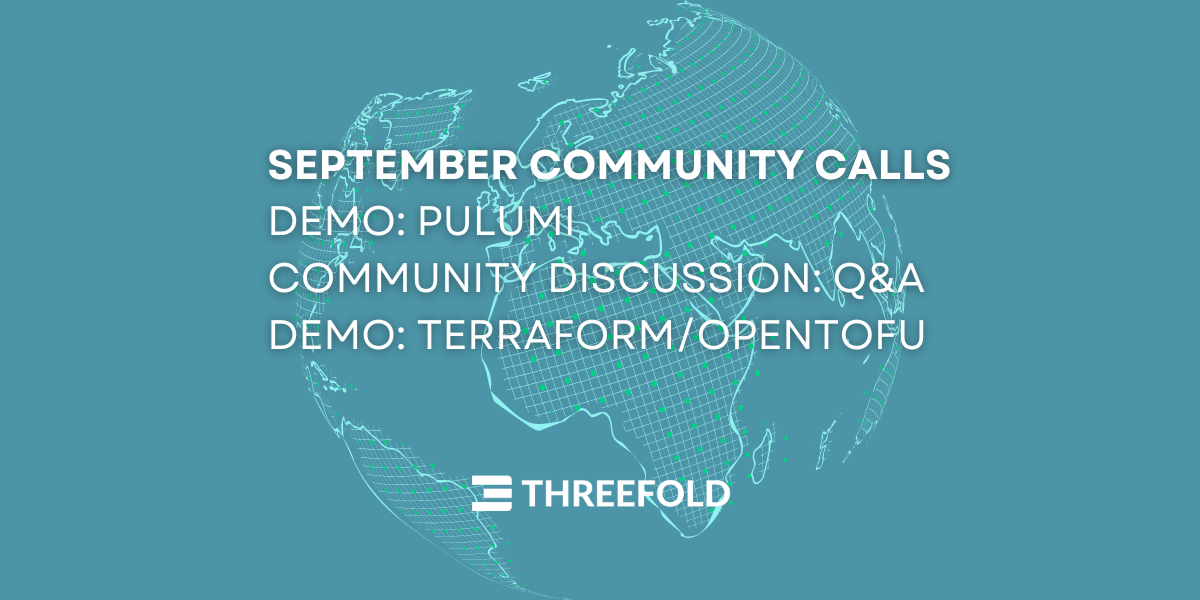 SEPTEMBER COMMUNITY CALLS
DEMO: PULUMI
COMMUNITY DISCUSSION: Q&A
DEMO: TERRAFORM/OPENTOFU
THREEFOLD